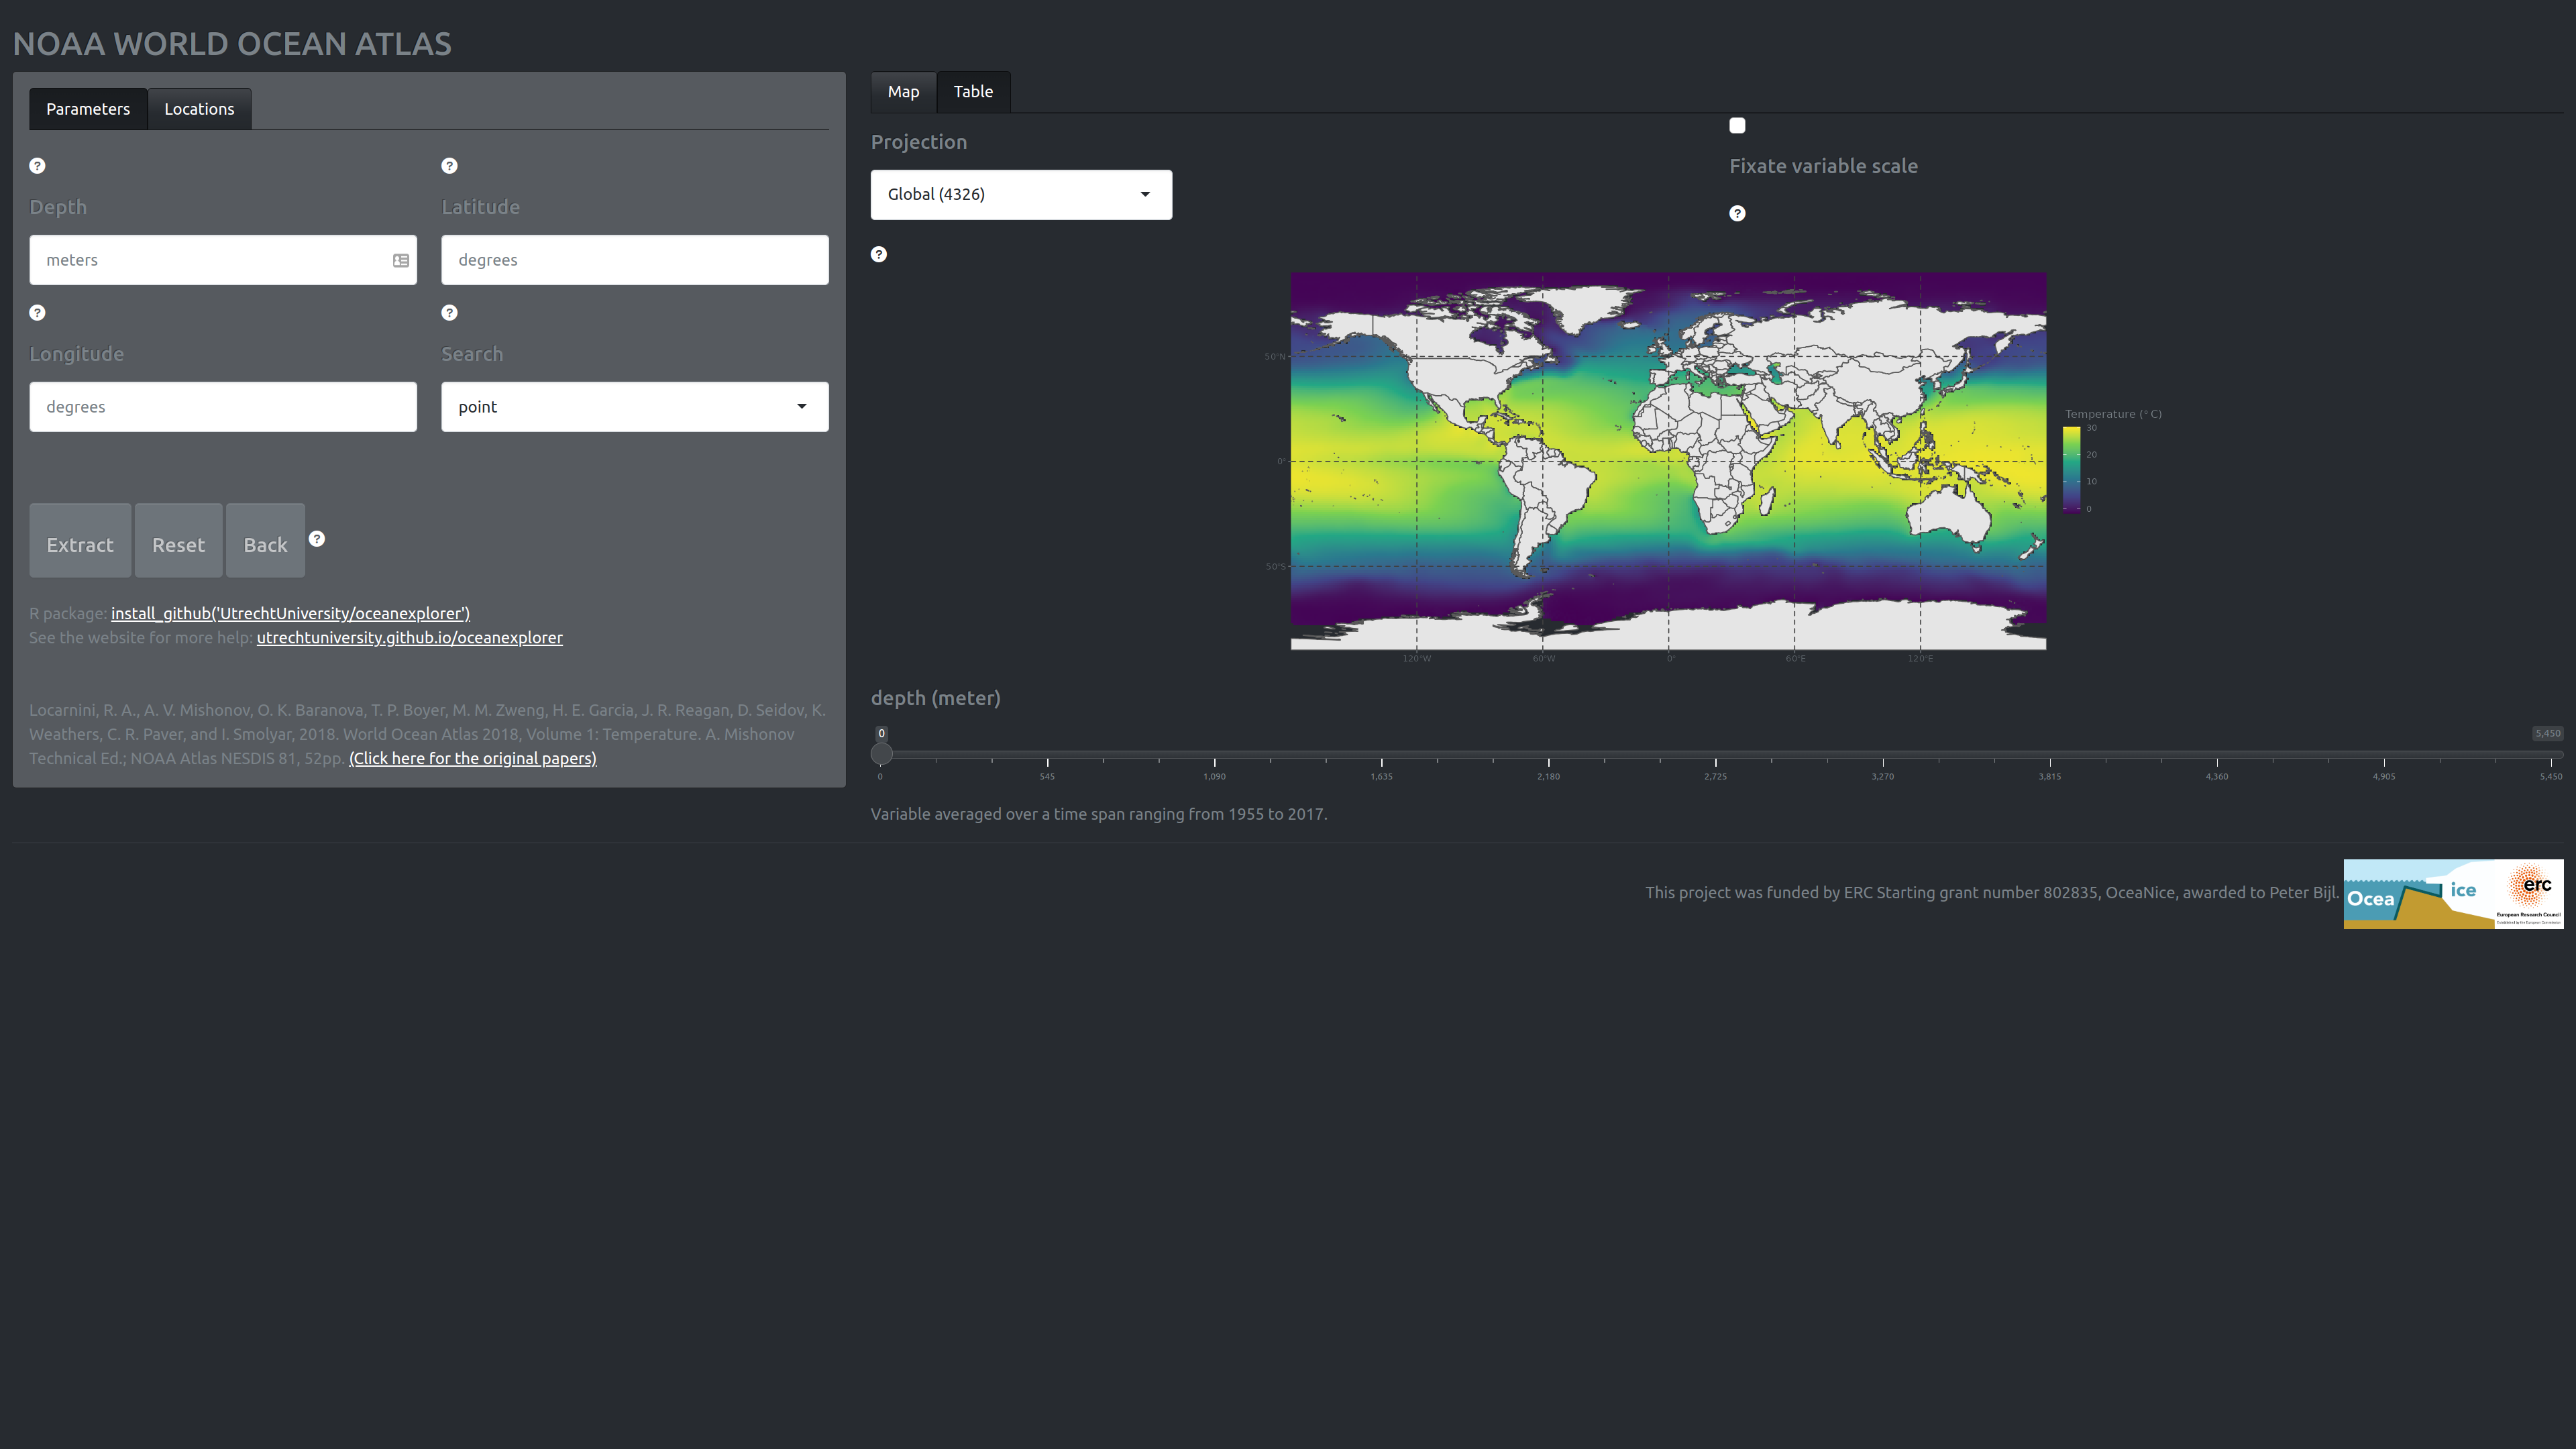 NOAA WORLD OCEAN ATLAS
Parameters
Locations
Depth
Latitude
meters
degrees
Longitude
Search
degrees
point
Extract
Reset
Back
R package: install_github('UtrechtUniversity/oceanexplorer')
See the website for more help: utrechtuniversity.github.io/oceanexplorer
Locarnini, R. A., A. V. Mishonov, O. K. Baranova, T. P. Boyer, M. M. Zweng, H. E. Garcia, J. R. Reagan, D. Seidov, K.
Weathers, C. R. Paver, and I. Smolyar, 2018. World Ocean Atlas 2018, Volume 1: Temperature. A. Mishonov
Technical Ed.; NOAA Atlas NESDIS 81, 52pp. (Click here for the original papers)
Map
Table
Projection
Global (4326)
Fixate variable scale
50°N
0°
50°S
120°W
60°W
0°
60°E
120°E
Temperature (°C)
30
20
10
0
depth (meter)
0
5,450
0
545
1,090
1,635
2,180
2,725
3,270
3,815
4,360
4,905
5,450
Variable averaged over a time span ranging from 1955 to 2017.
This project was funded by ERC Starting grant number 802835, OceaNice, awarded to Peter Bijl.
Ocea
ice
erc
European Research Council
Established by the European Commission